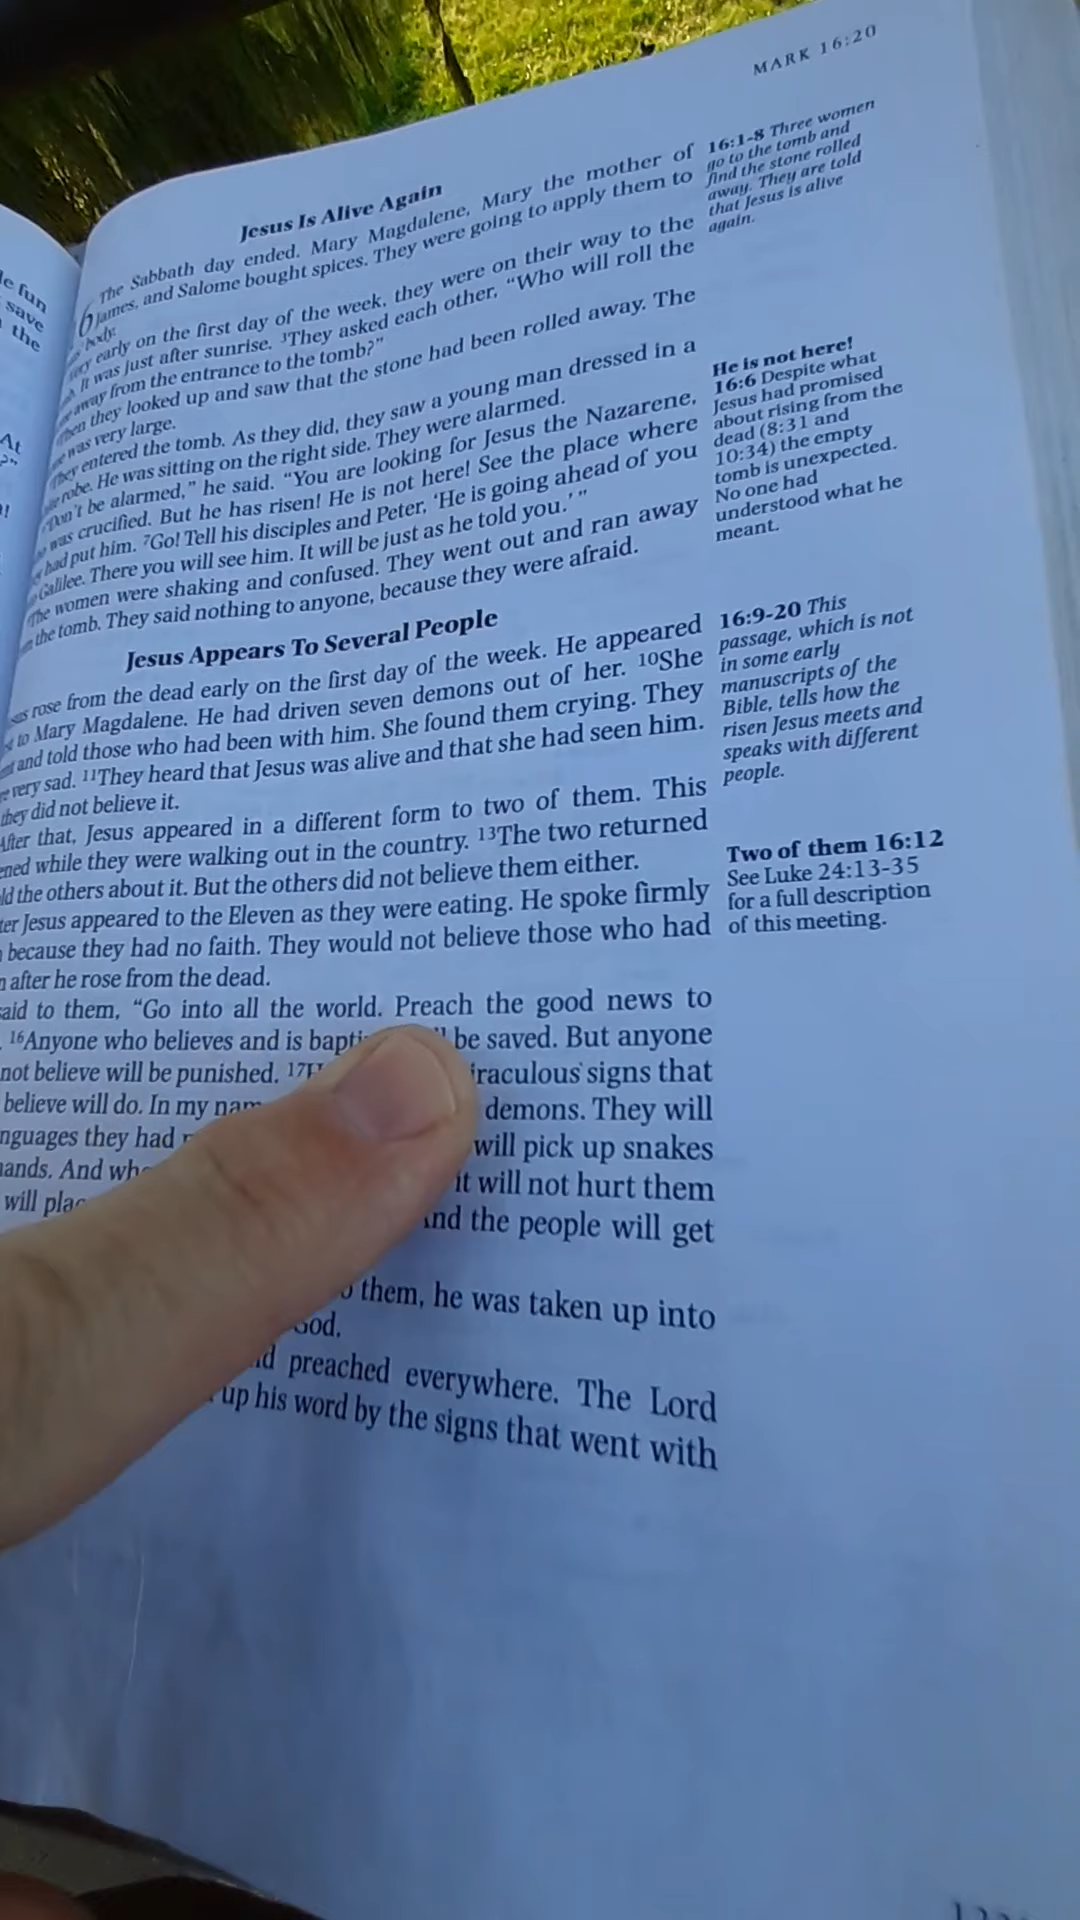 MARK 16:20
Jesus Is Alive Again
The Sabbath day ended. Mary Magdalene, Mary the mother of
James, and Salome bought spices. They were going to apply them to
body.
early on the first day of the week, they were on their way to the
It was just after sunrise. ³They asked each other, “Who will roll the
away from the entrance to the tomb?”
they looked up and saw that the stone had been rolled away. The
was very large.
entered the tomb. As they did, they saw a young man dressed in a
robe. He was sitting on the right side. They were alarmed.
“Don't be alarmed,” he said. “You are looking for Jesus the Nazarene,
was crucified. But he has risen! He is not here! See the place where
had put him. ⁷Go! Tell his disciples and Peter, ‘He is going ahead of you
Galilee. There you will see him. It will be just as he told you.’ ”
The women were shaking and confused. They went out and ran away
the tomb. They said nothing to anyone, because they were afraid.
Jesus Appears To Several People
rose from the dead early on the first day of the week. He appeared
to Mary Magdalene. He had driven seven demons out of her. ¹⁰She
and told those who had been with him. She found them crying. They
very sad. ¹¹They heard that Jesus was alive and that she had seen him.
they did not believe it.
After that, Jesus appeared in a different form to two of them. This
ened while they were walking out in the country. ¹³The two returned
ld the others about it. But the others did not believe them either.
ter Jesus appeared to the Eleven as they were eating. He spoke firmly
because they had no faith. They would not believe those who had
after he rose from the dead.
said to them, “Go into all the world. Preach the good news to
¹⁶Anyone who believes and is bapti be saved. But anyone
not believe will be punished. ¹⁷H iraculous signs that
believe will do. In my nam demons. They will
nguages they had will pick up snakes
ands. And wh it will not hurt them
will plac And the people will get
them, he was taken up into
God.
preached everywhere. The Lord
up his word by the signs that went with
16:1-8 Three women
go to the tomb and
find the stone rolled
away. They are told
that Jesus is alive
again.
He is not here!
16:6 Despite what
Jesus had promised
about rising from the
dead (8:31 and
10:34) the empty
tomb is unexpected.
No one had
understood what he
meant.
16:9-20 This
passage, which is not
in some early
manuscripts of the
Bible, tells how the
risen Jesus meets and
speaks with different
people.
Two of them 16:12
See Luke 24:13-35
for a full description
of this meeting.
le fun
save
the
At